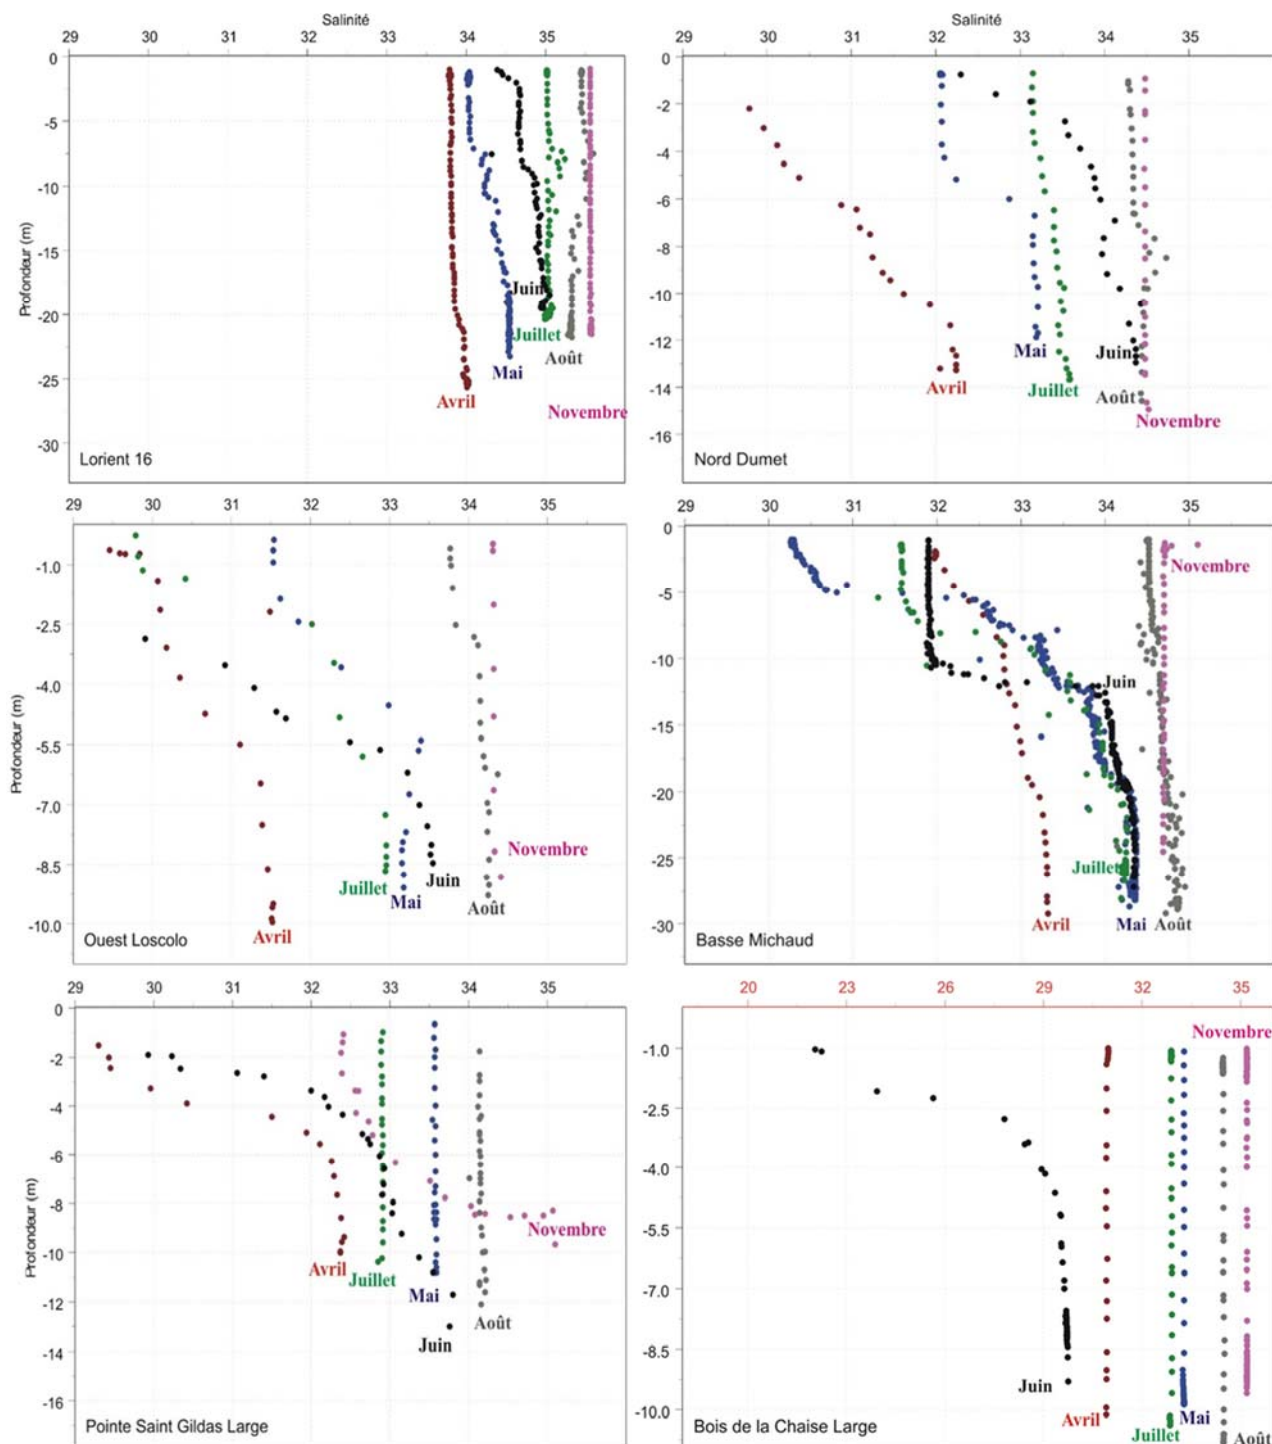 Salinité
29 30 31 32 33 34 35
Profondeur (m)
0
-5
-10
-15
-20
-25
-30
Juin
Juillet
Août
Mai
Avril
Novembre
Lorient 16
Salinité
29 30 31 32 33 34 35
0
-2
-4
-6
-8
-10
-12
-14
-16
Mai
Juin
Avril
Juillet
Août
Novembre
Nord Dumet
29 30 31 32 33 34 35
Profondeur (m)
-1.0
-2.5
-4.0
-5.5
-7.0
-8.5
-10.0
Novembre
Juillet
Juin
Mai
Août
Avril
Ouest Loscolo
29 30 31 32 33 34 35
0
-5
-10
-15
-20
-25
-30
Novembre
Juin
Juillet
Avril
Mai
Août
Basse Michaud
29 30 31 32 33 34 35
Profondeur (m)
0
-2
-4
-6
-8
-10
-12
-14
-16
Novembre
Avril
Juillet
Mai
Août
Juin
Pointe Saint Gildas Large
20 23 26 29 32 35
Novembre
-1.0
-2.5
-4.0
-5.5
-7.0
-8.5
-10.0
Juin
Avril
Mai
Juillet
Août
Bois de la Chaise Large